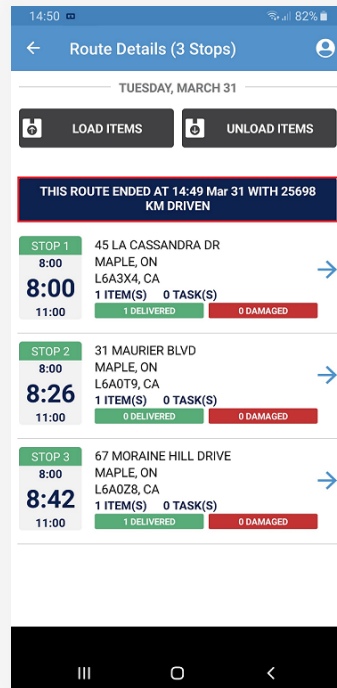 14:50 82%
Route Details (3 Stops)
TUESDAY, MARCH 31
LOAD ITEMS
UNLOAD ITEMS
THIS ROUTE ENDED AT 14:49 Mar 31 WITH 25698
KM DRIVEN
STOP 1
8:00
8:00
11:00
45 LA CASSANDRA DR
MAPLE, ON
L6A3X4, CA
1 ITEM(S) 0 TASK(S)
1 DELIVERED 0 DAMAGED
STOP 2
8:00
8:26
11:00
31 MAURIER BLVD
MAPLE, ON
L6A0T9, CA
1 ITEM(S) 0 TASK(S)
0 DELIVERED 0 DAMAGED
STOP 3
8:00
8:42
11:00
67 MORAINE HILL DRIVE
MAPLE, ON
L6A0Z8, CA
1 ITEM(S) 0 TASK(S)
1 DELIVERED 0 DAMAGED